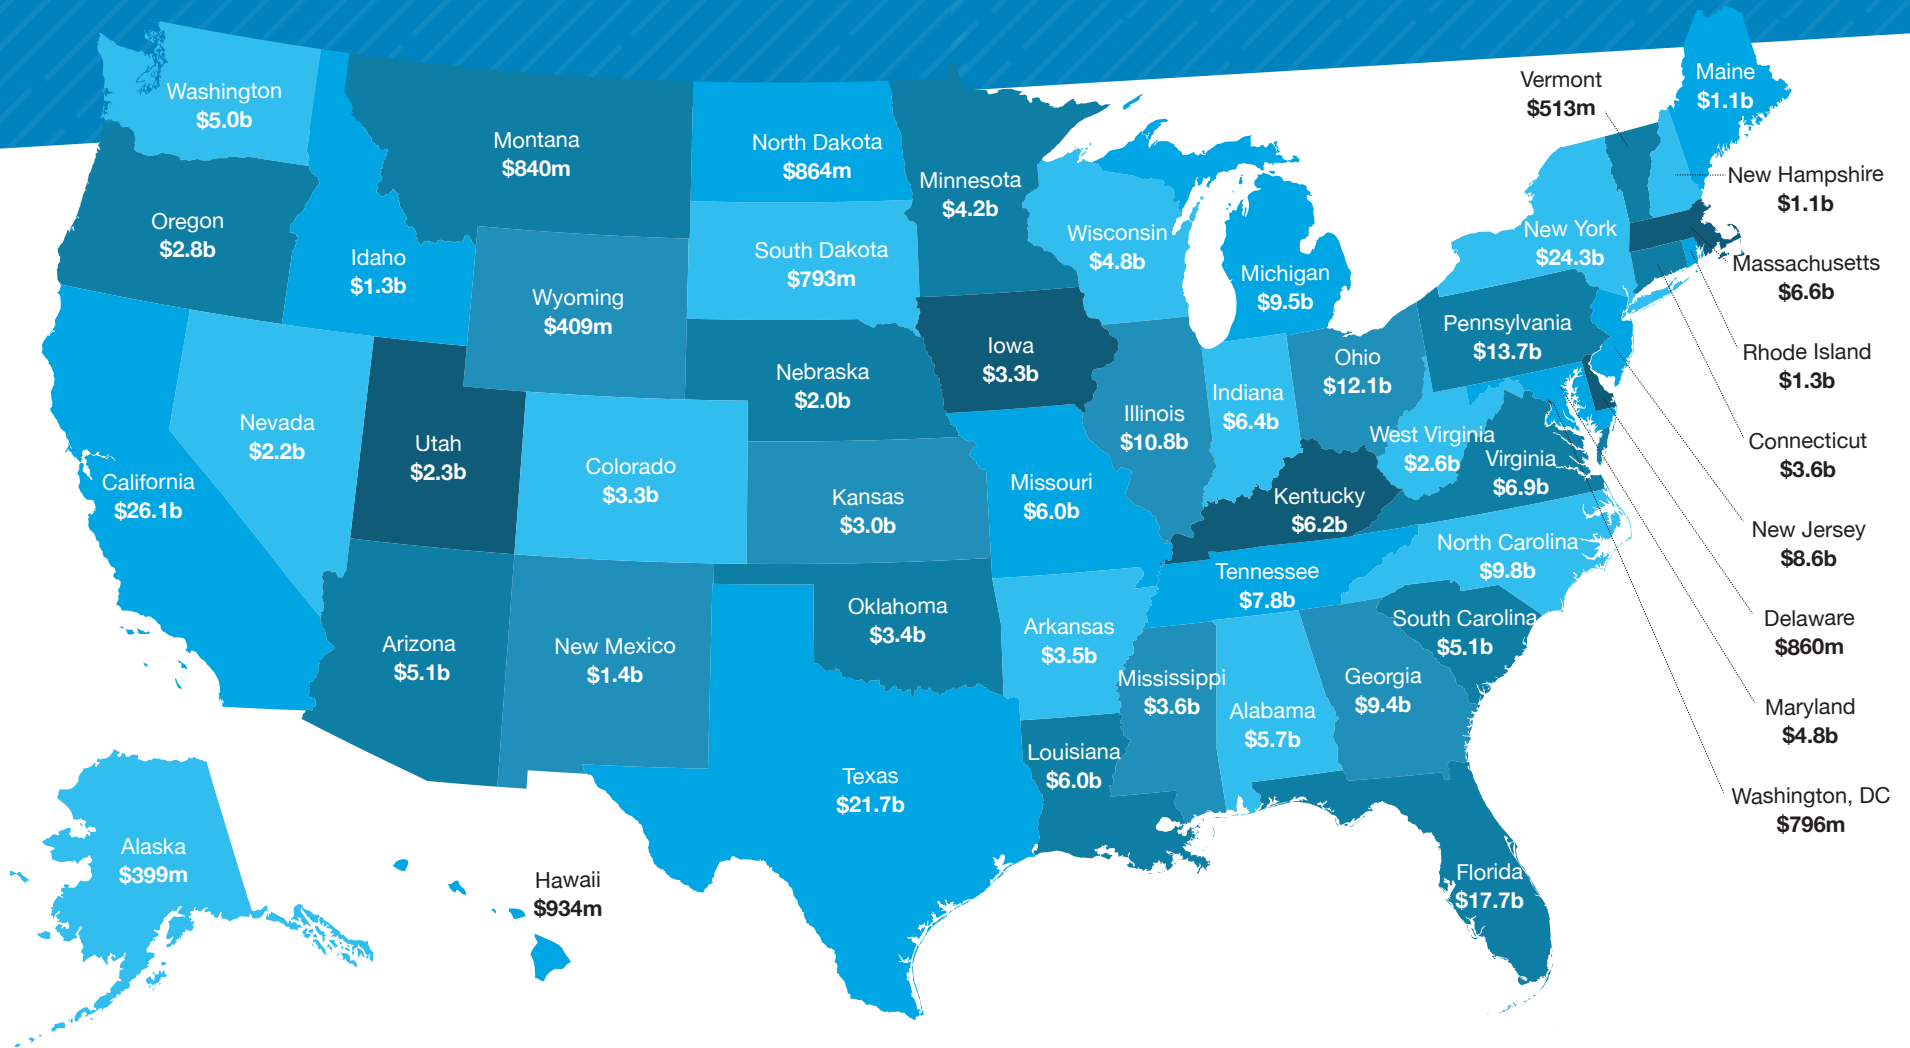 Washington
$5.0b
Oregon
$2.8b
California
$26.1b
Nevada
$2.2b
Idaho
$1.3b
Montana
$840m
Wyoming
$409m
Utah
$2.3b
Colorado
$3.3b
Arizona
$5.1b
New Mexico
$1.4b
North Dakota
$864m
South Dakota
$793m
Nebraska
$2.0b
Kansas
$3.0b
Oklahoma
$3.4b
Texas
$21.7b
Minnesota
$4.2b
Iowa
$3.3b
Missouri
$6.0b
Arkansas
$3.5b
Louisiana
$6.0b
Wisconsin
$4.8b
Illinois
$10.8b
Michigan
$9.5b
Indiana
$6.4b
Ohio
$12.1b
Kentucky
$6.2b
Tennessee
$7.8b
Mississippi
$3.6b
Alabama
$5.7b
Georgia
$9.4b
Florida
$17.7b
South Carolina
$5.1b
North Carolina
$9.8b
Virginia
$6.9b
West Virginia
$2.6b
Pennsylvania
$13.7b
New York
$24.3b
Vermont
$513m
Maine
$1.1b
New Hampshire
$1.1b
Massachusetts
$6.6b
Rhode Island
$1.3b
Connecticut
$3.6b
New Jersey
$8.6b
Delaware
$860m
Maryland
$4.8b
Washington, DC
$796m
Alaska
$399m
Hawaii
$934m